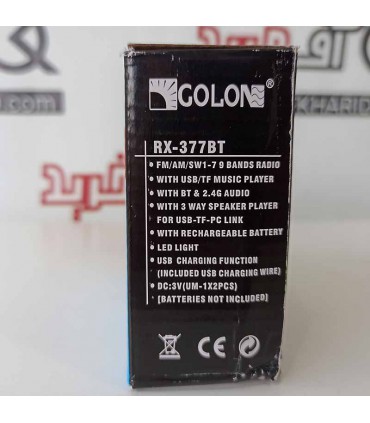 GOLON®
RX-377BT
• FM/AM/SW1-7 9 BANDS RADIO
• WITH USB/TF MUSIC PLAYER
• WITH BT & 2.4G AUDIO
• WITH 3 WAY SPEAKER PLAYER
FOR USB-TF-PC LINK
• WITH RECHARGEABLE BATTERY
• LED LIGHT
• USB CHARGING FUNCTION
(INCLUDED USB CHARGING WIRE)
• DC:3V(UM-1X2PCS)
(BATTERIES NOT INCLUDED)
CE